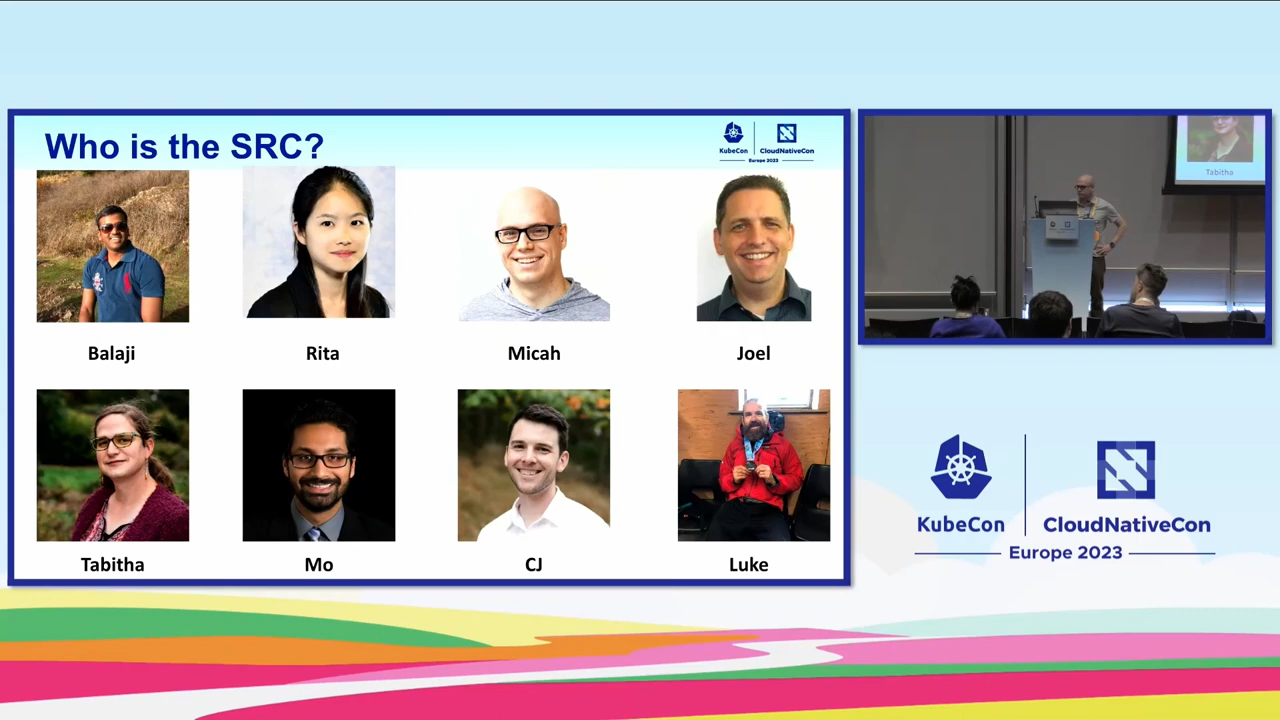 Who is the SRC?
KubeCon
CloudNativeCon
Europe 2023
Balaji
Rita
Micah
Joel
Tabitha
Mo
CJ
Luke
Tabitha
KubeCon
CloudNativeCon
Europe 2023